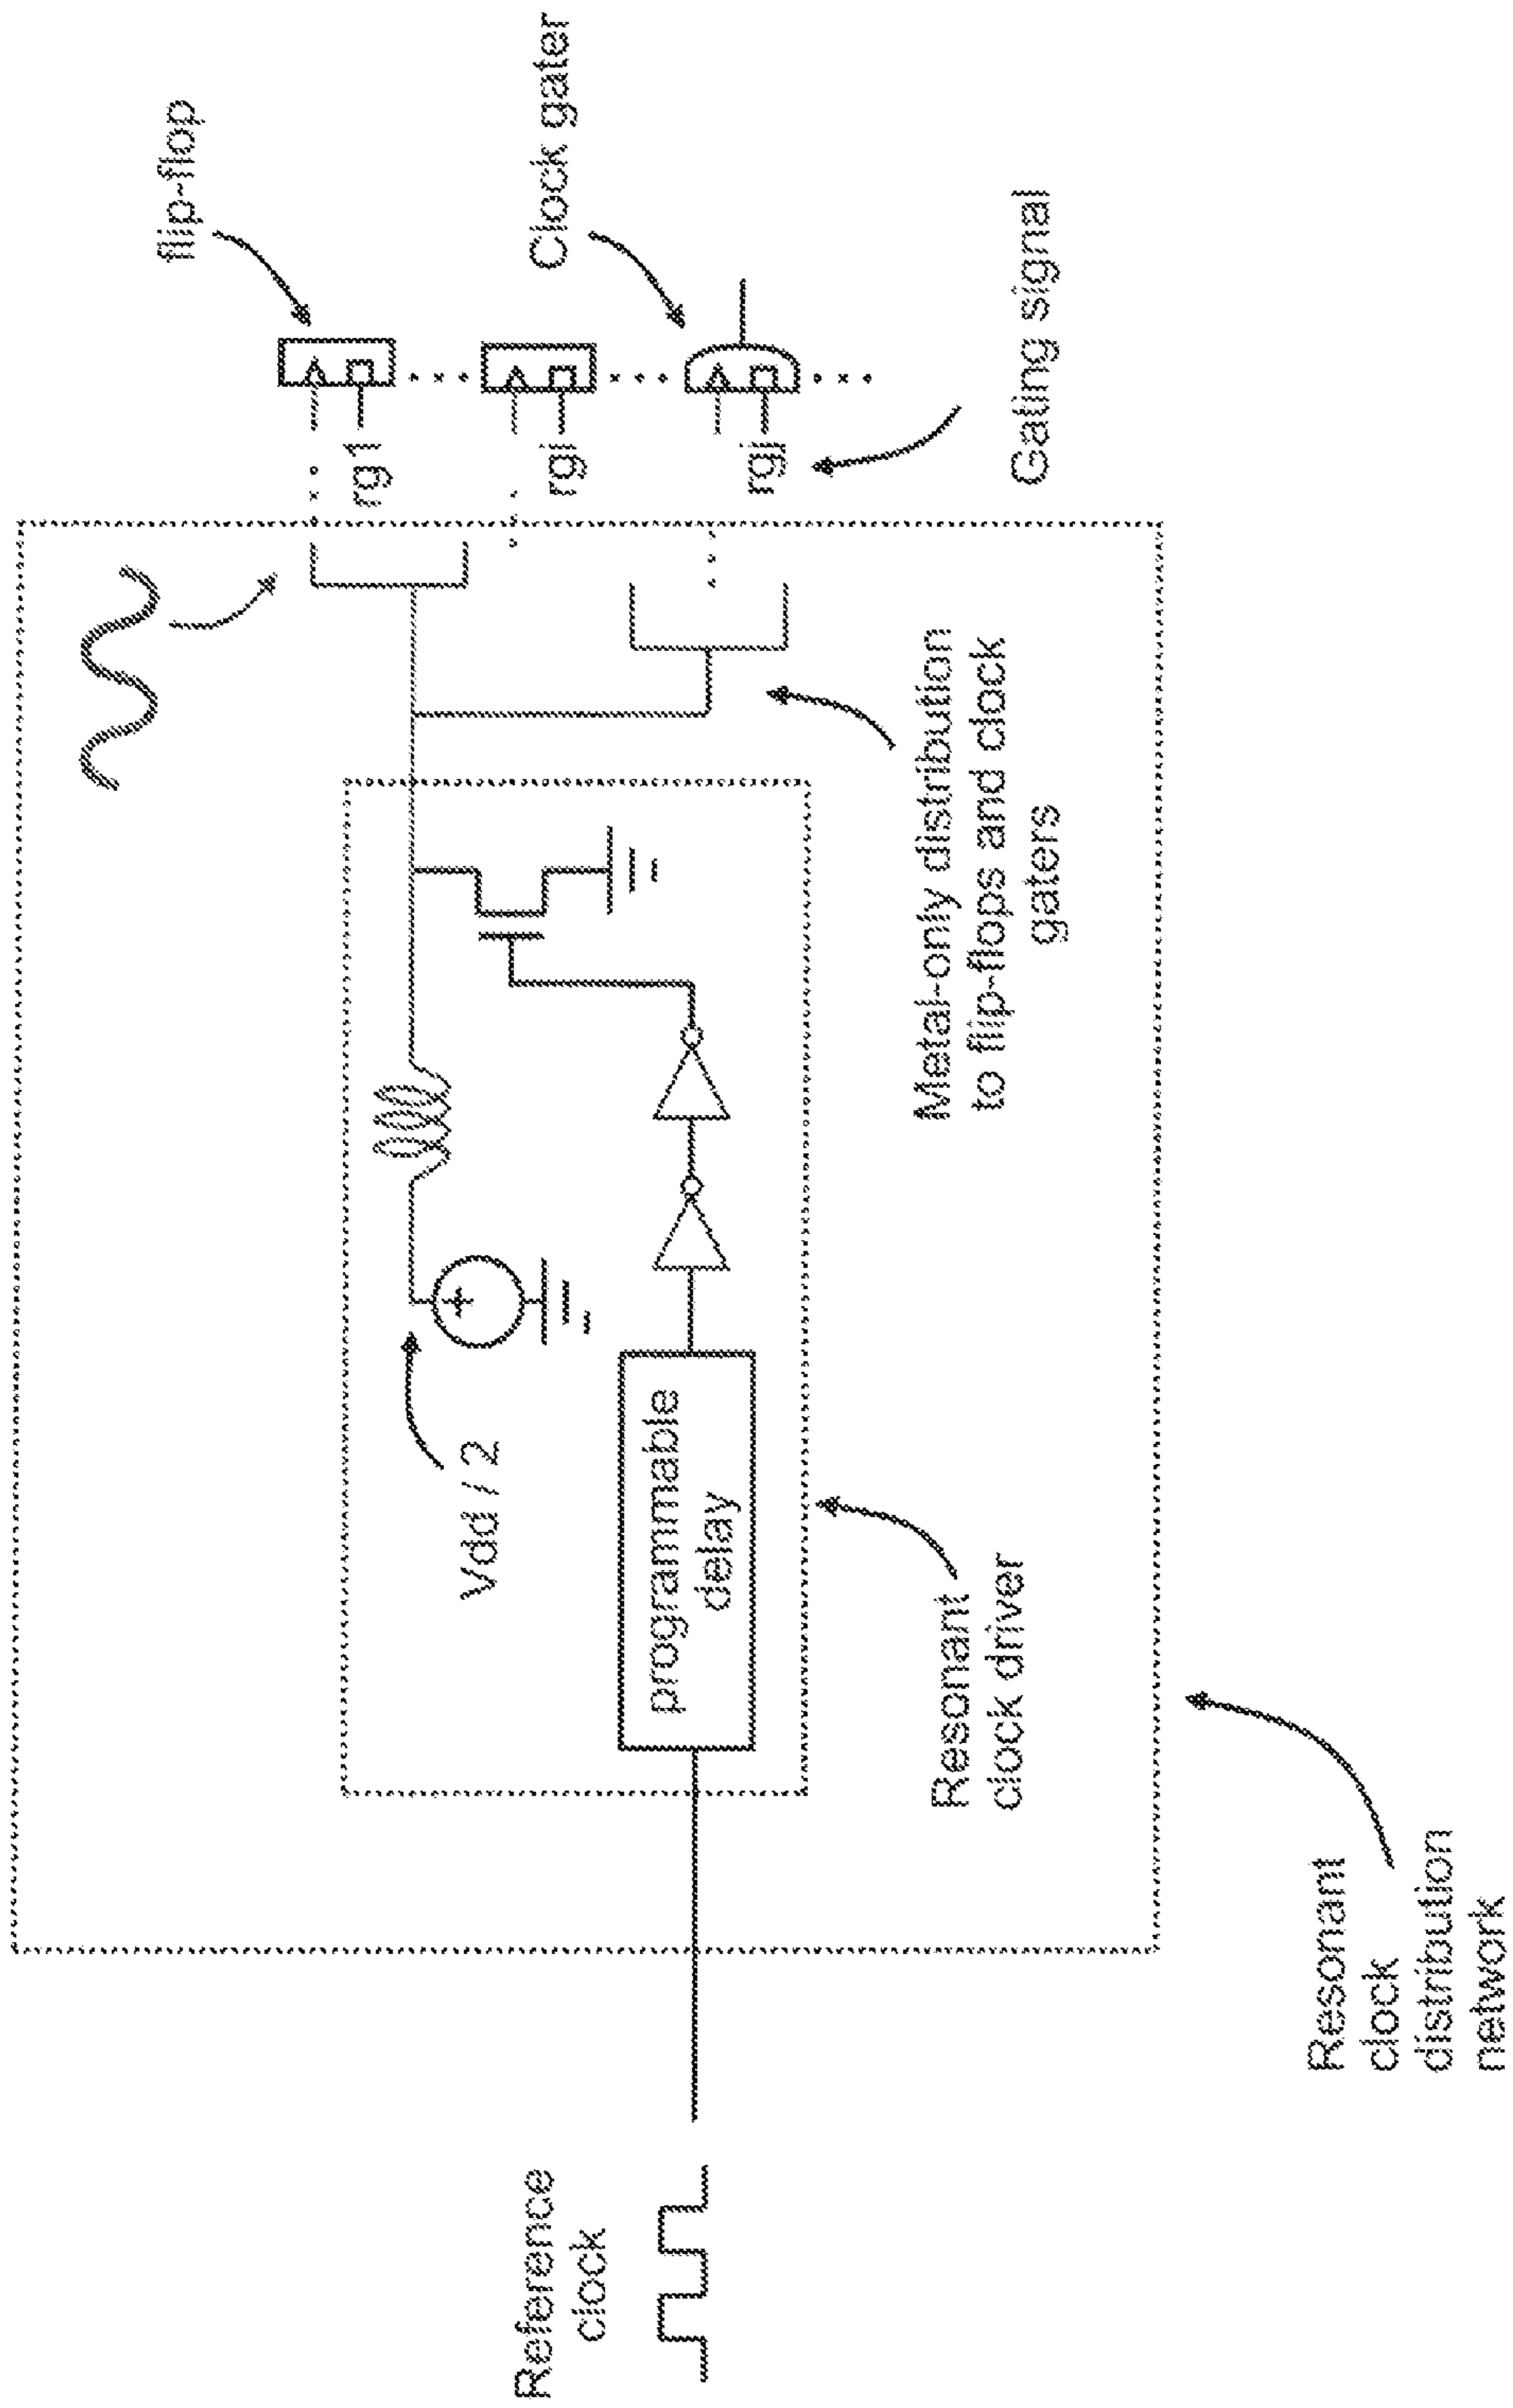 Reference
clock
Vdd / 2
programmable
delay
Resonant
clock driver
Resonant
clock
distribution
network
Metal-only distribution
to flip-flops and clock
gaters
flip-flop
rg1
rgi
Clock gater
rgj
Gating signal